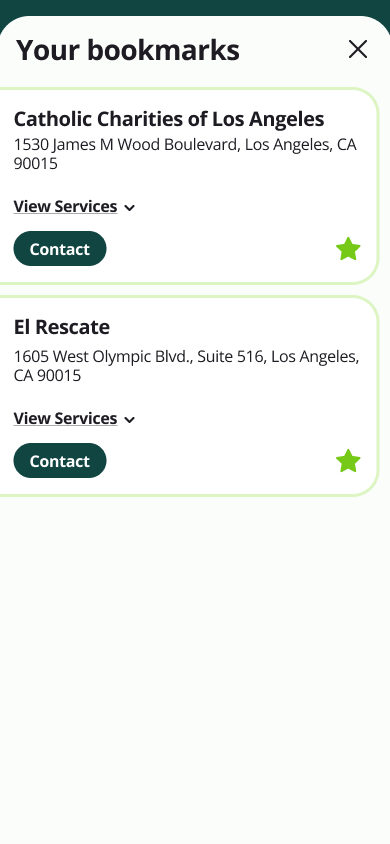 Your bookmarks
Catholic Charities of Los Angeles
1530 James M Wood Boulevard, Los Angeles, CA
90015
View Services
Contact
El Rescate
1605 West Olympic Blvd., Suite 516, Los Angeles,
CA 90015
View Services
Contact